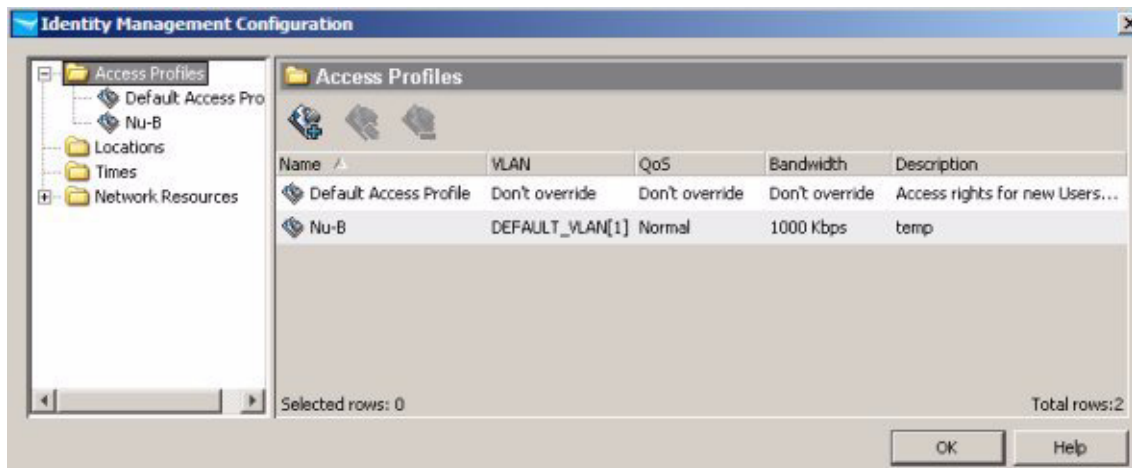 Identity Management Configuration
Access Profiles
Default Access Pro
Nu-B
Locations
Times
Network Resources
Access Profiles
Name VLAN QoS Bandwidth Description
Default Access Profile Don't override Don't override Don't override Access rights for new Users...
Nu-B DEFAULT_VLAN[1] Normal 1000 Kbps temp
Selected rows: 0 Total rows:2
OK Help